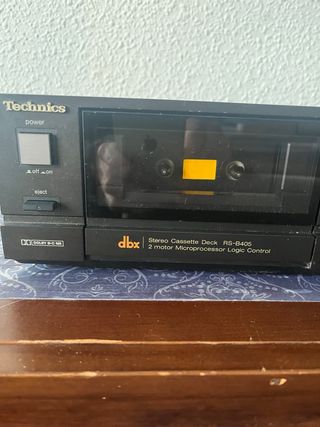 Technics
power
off on
eject
DOLBY B-C NR
dbx
Stereo Cassette Deck RS-B405
2 motor Microprocessor Logic Control